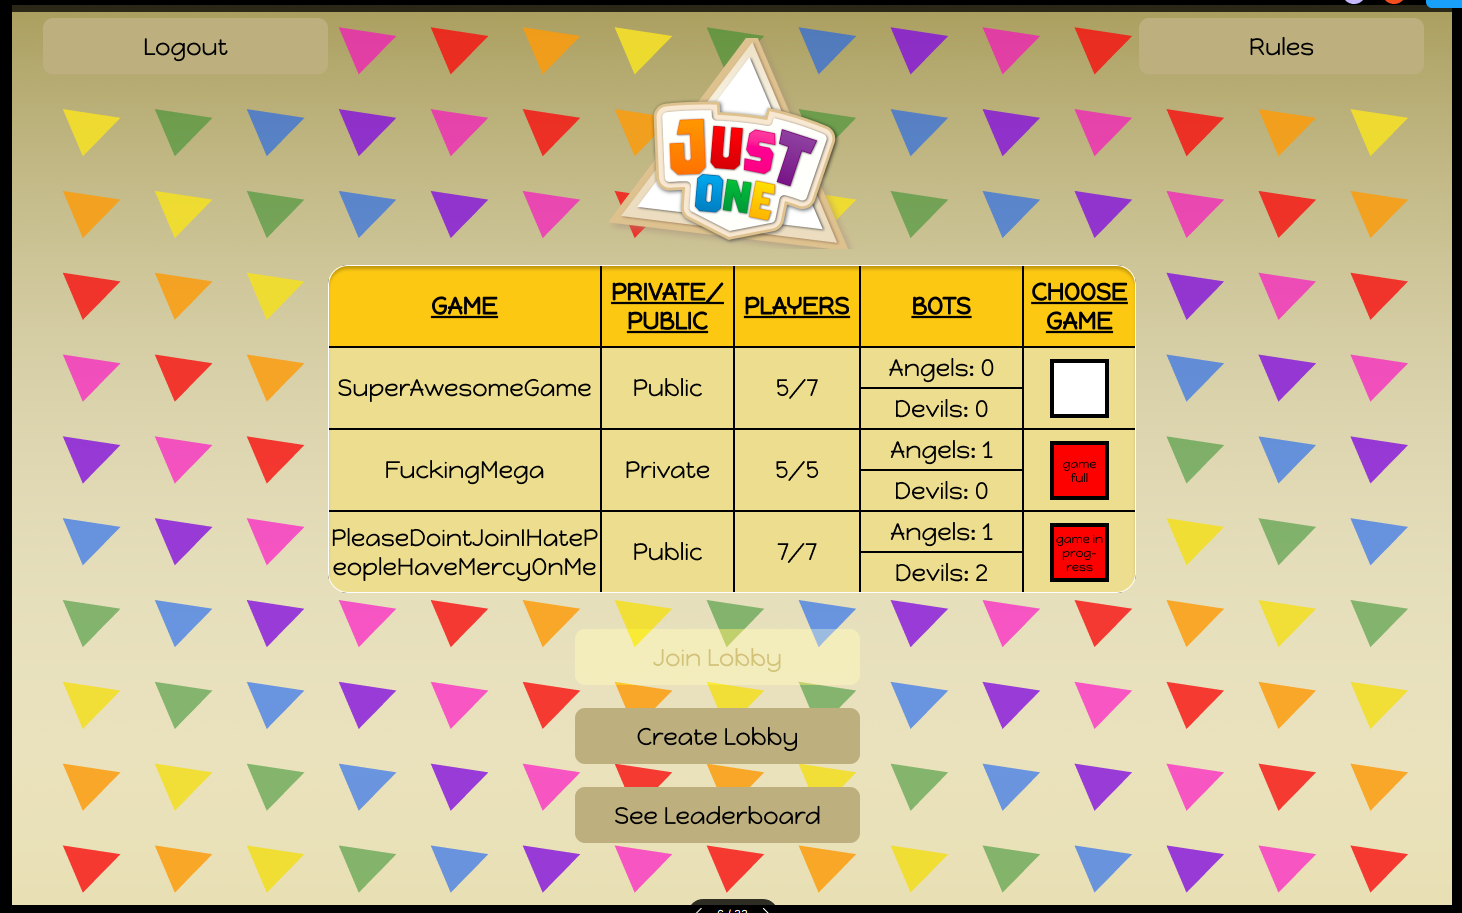 Logout
Rules
JUST
ONE
GAME
PRIVATE/
PUBLIC
PLAYERS
BOTS
CHOOSE
GAME
SuperAwesomeGame
Public
5/7
Angels: 0
Devils: 0
FuckingMega
Private
5/5
Angels: 1
Devils: 0
game
full
PleaseDointJoinIHateP
eopleHaveMercyOnMe
Public
7/7
Angels: 1
Devils: 2
game in
prog-
ress
Join Lobby
Create Lobby
See Leaderboard